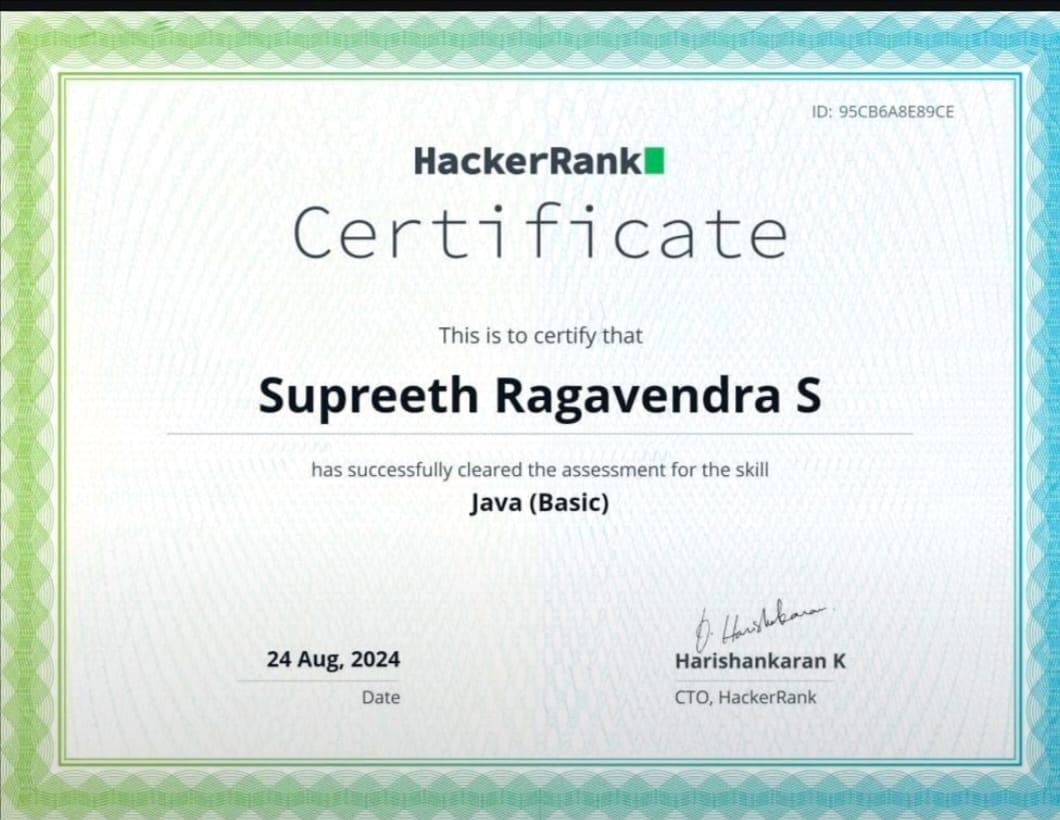 ID: 95CB6A8E89CE
HackerRank
Certificate
This is to certify that
Supreeth Ragavendra S
has successfully cleared the assessment for the skill
Java (Basic)
24 Aug, 2024
Date
Harishankaran K
CTO, HackerRank